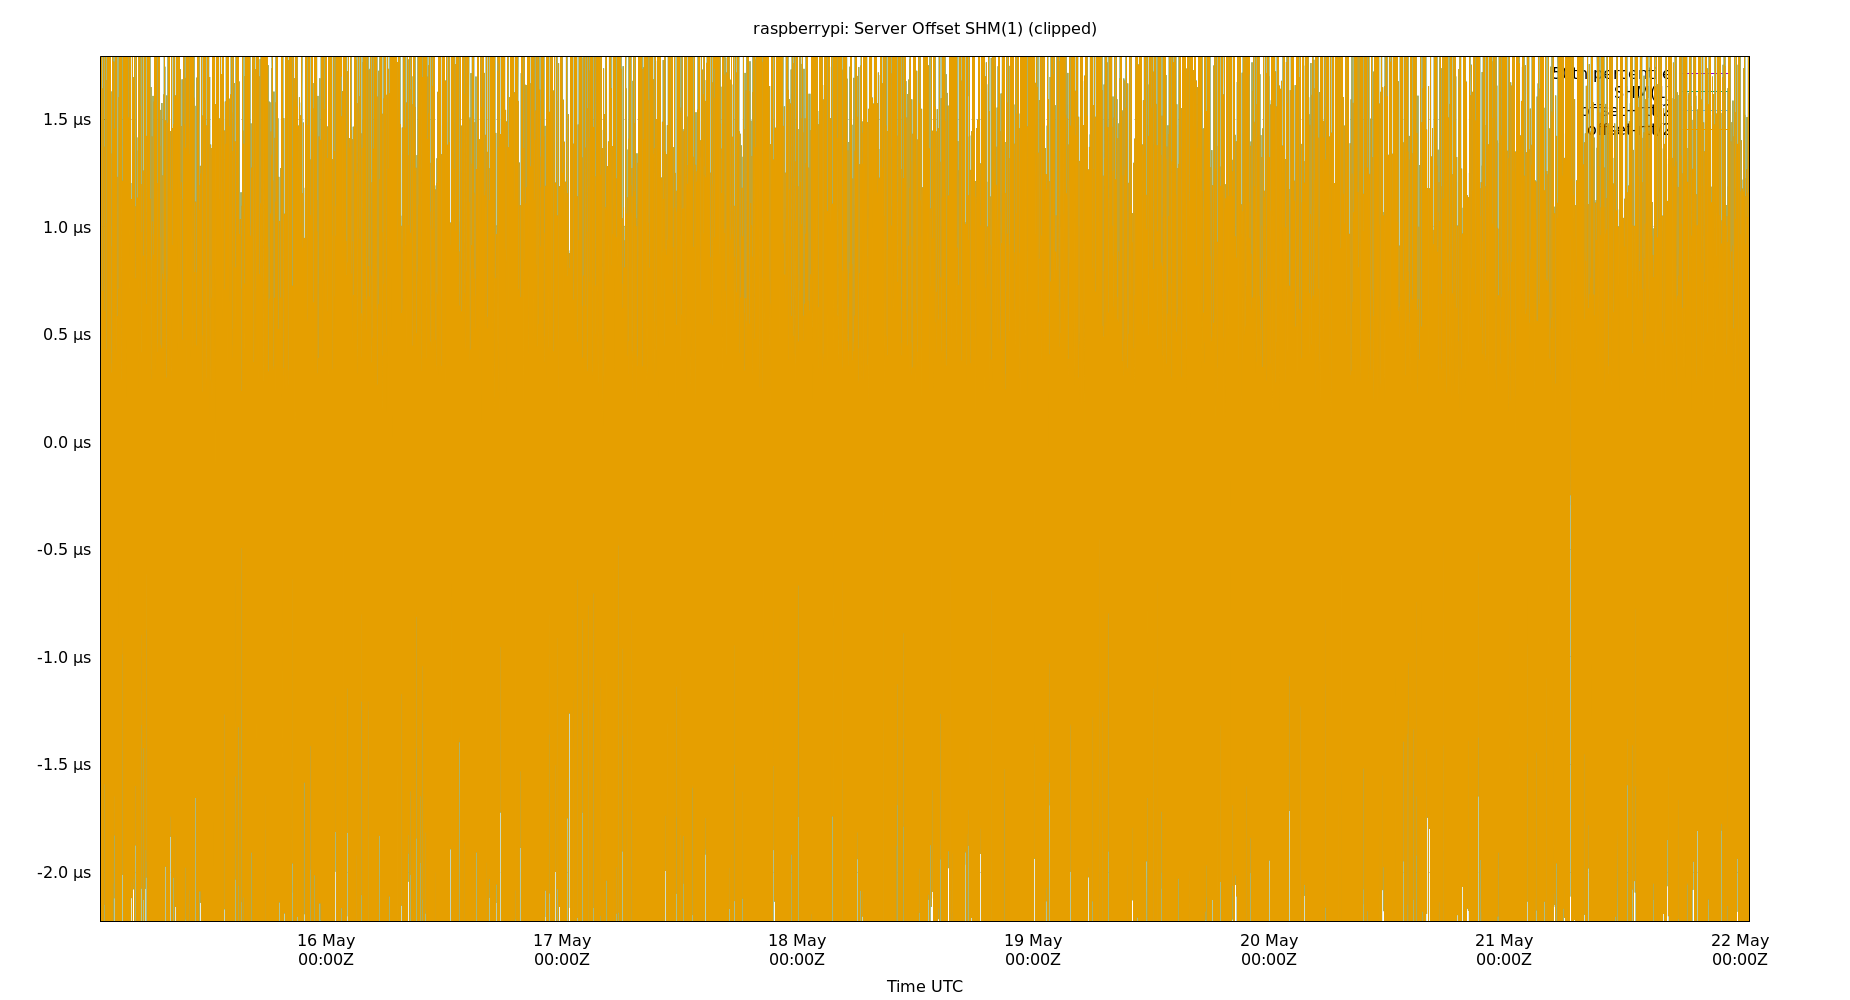 raspberrypi: Server Offset SHM(1) (clipped)
1.5 µs
1.0 µs
0.5 µs
0.0 µs
-0.5 µs
-1.0 µs
-1.5 µs
-2.0 µs
16 May 17 May 18 May 19 May 20 May 21 May 22 May
00:00Z 00:00Z 00:00Z 00:00Z 00:00Z 00:00Z 00:00Z
Time UTC